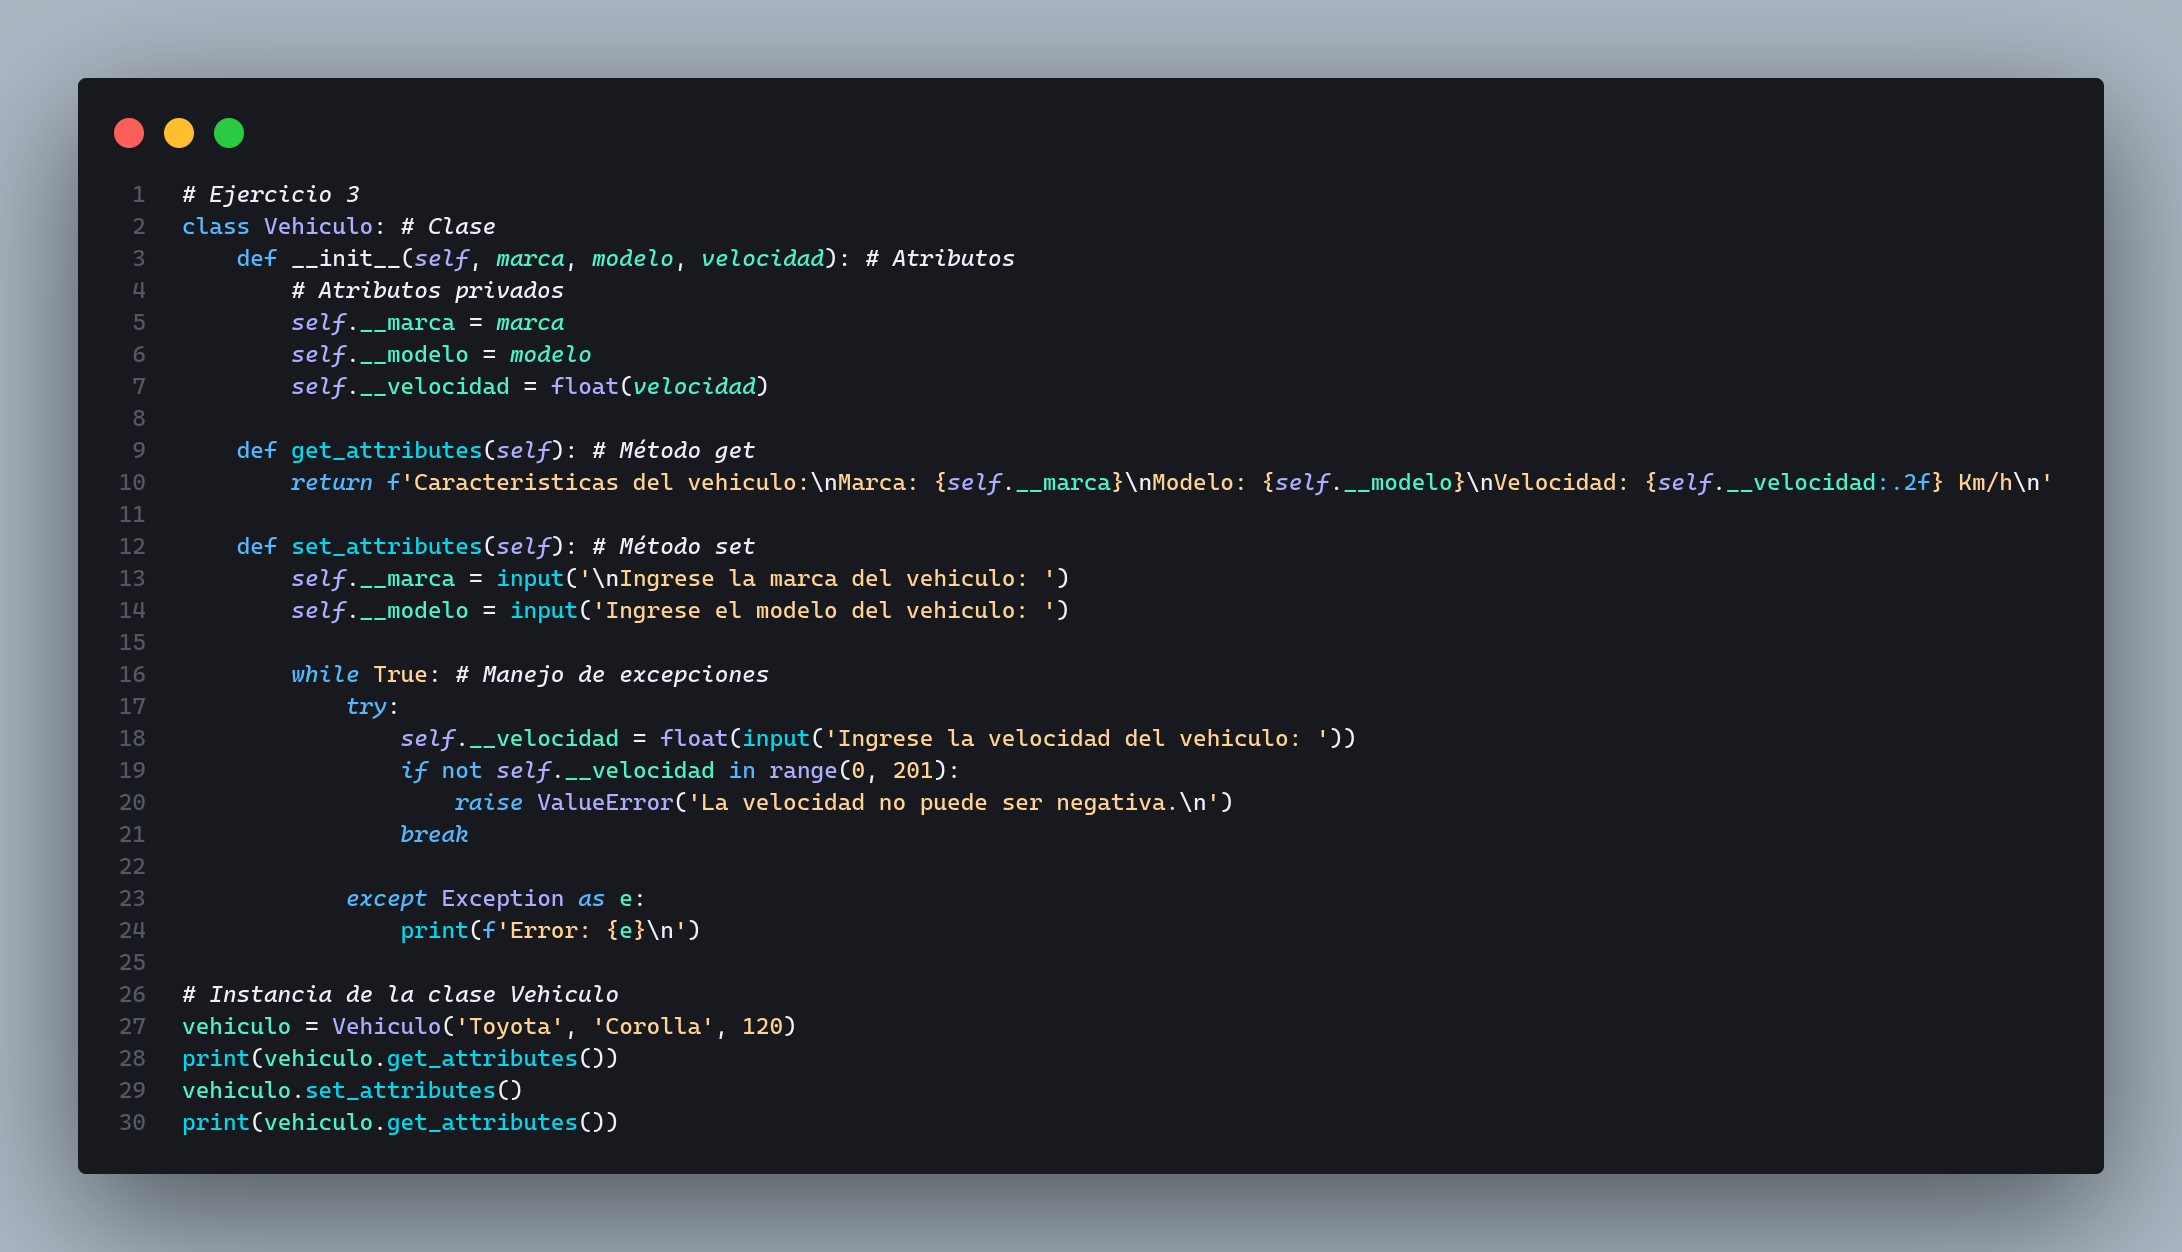 1 # Ejercicio 3
2 class Vehiculo: # Clase
3     def __init__(self, marca, modelo, velocidad): # Atributos
4         # Atributos privados
5         self.__marca = marca
6         self.__modelo = modelo
7         self.__velocidad = float(velocidad)
8
9     def get_attributes(self): # Método get
10         return f'Caracteristicas del vehiculo:\nMarca: {self.__marca}\nModelo: {self.__modelo}\nVelocidad: {self.__velocidad:.2f} Km/h\n'
11
12     def set_attributes(self): # Método set
13         self.__marca = input('\nIngrese la marca del vehiculo: ')
14         self.__modelo = input('Ingrese el modelo del vehiculo: ')
15
16         while True: # Manejo de excepciones
17             try:
18                 self.__velocidad = float(input('Ingrese la velocidad del vehiculo: '))
19                 if not self.__velocidad in range(0, 201):
20                     raise ValueError('La velocidad no puede ser negativa.\n')
21                 break
22
23             except Exception as e:
24                 print(f'Error: {e}\n')
25
26 # Instancia de la clase Vehiculo
27 vehiculo = Vehiculo('Toyota', 'Corolla', 120)
28 print(vehiculo.get_attributes())
29 vehiculo.set_attributes()
30 print(vehiculo.get_attributes())